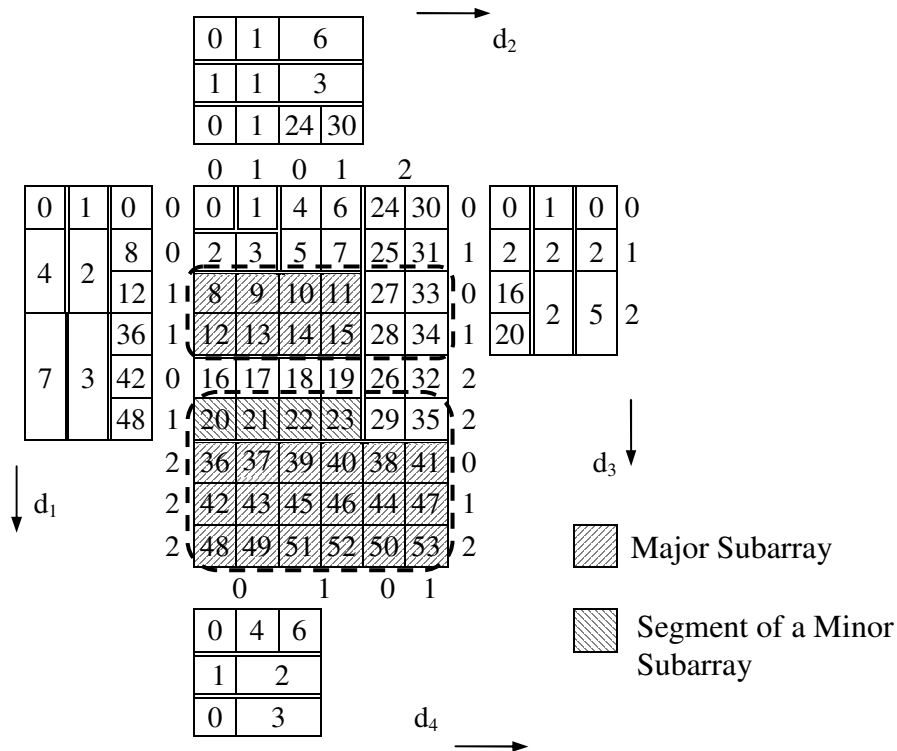 d2
0 1 6
1 1 3
0 1 24 30
0 1 0 1 2
0 1 0 0 0 1 4 6 24 30 0 0 1 0 0
4 2 8 0 2 3 5 7 25 31 1 2 2 2 1
12 1 8 9 10 11 27 33 0 16 2 5 2
7 3 36 1 12 13 14 15 28 34 1 20
42 0 16 17 18 19 26 32 2
48 1 20 21 22 23 29 35 2
2 36 37 39 40 38 41 0
d1 2 42 43 45 46 44 47 1
d3
2 48 49 51 52 50 53 2
Major Subarray
0 1 0 1
0 4 6
1 2
0 3
Segment of a Minor
Subarray
d4